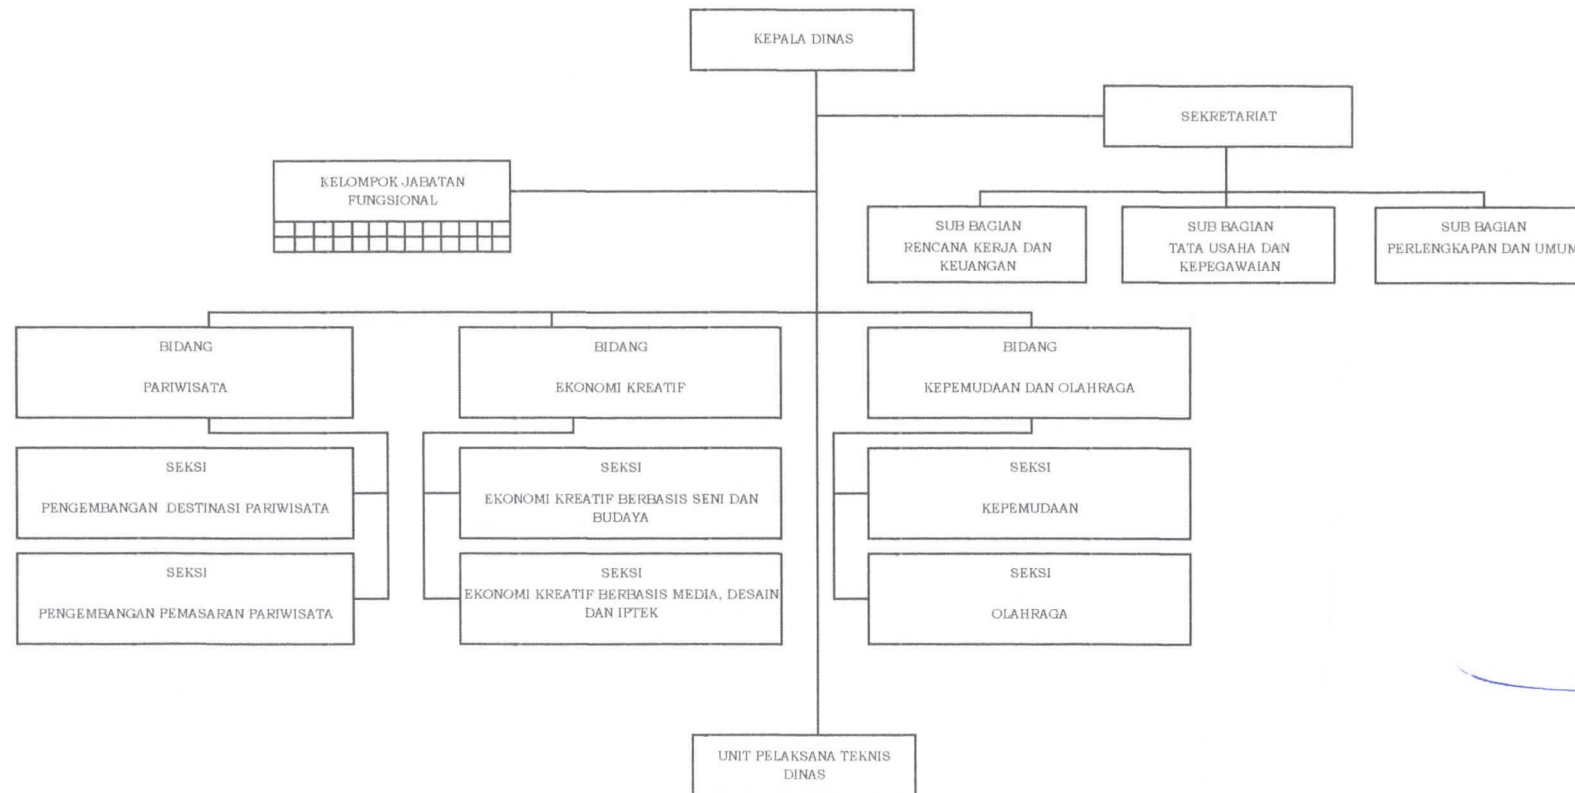 KEPALA DINAS
SEKRETARIAT
KELOMPOK JABATAN
FUNGSIONAL
SUB BAGIAN
RENCANA KERJA DAN
KEUANGAN
SUB BAGIAN
TATA USAHA DAN
KEPEGAWAIAN
SUB BAGIAN
PERLENGKAPAN DAN UMUM
BIDANG
PARIWISATA
BIDANG
EKONOMI KREATIF
BIDANG
KEPEMUDAAN DAN OLAHRAGA
SEKSI
PENGEMBANGAN DESTINASI PARIWISATA
SEKSI
EKONOMI KREATIF BERBASIS SENI DAN
BUDAYA
SEKSI
KEPEMUDAAN
SEKSI
PENGEMBANGAN PEMASARAN PARIWISATA
SEKSI
EKONOMI KREATIF BERBASIS MEDIA, DESAIN
DAN IPTEK
SEKSI
OLAHRAGA
UNIT PELAKSANA TEKNIS
DINAS